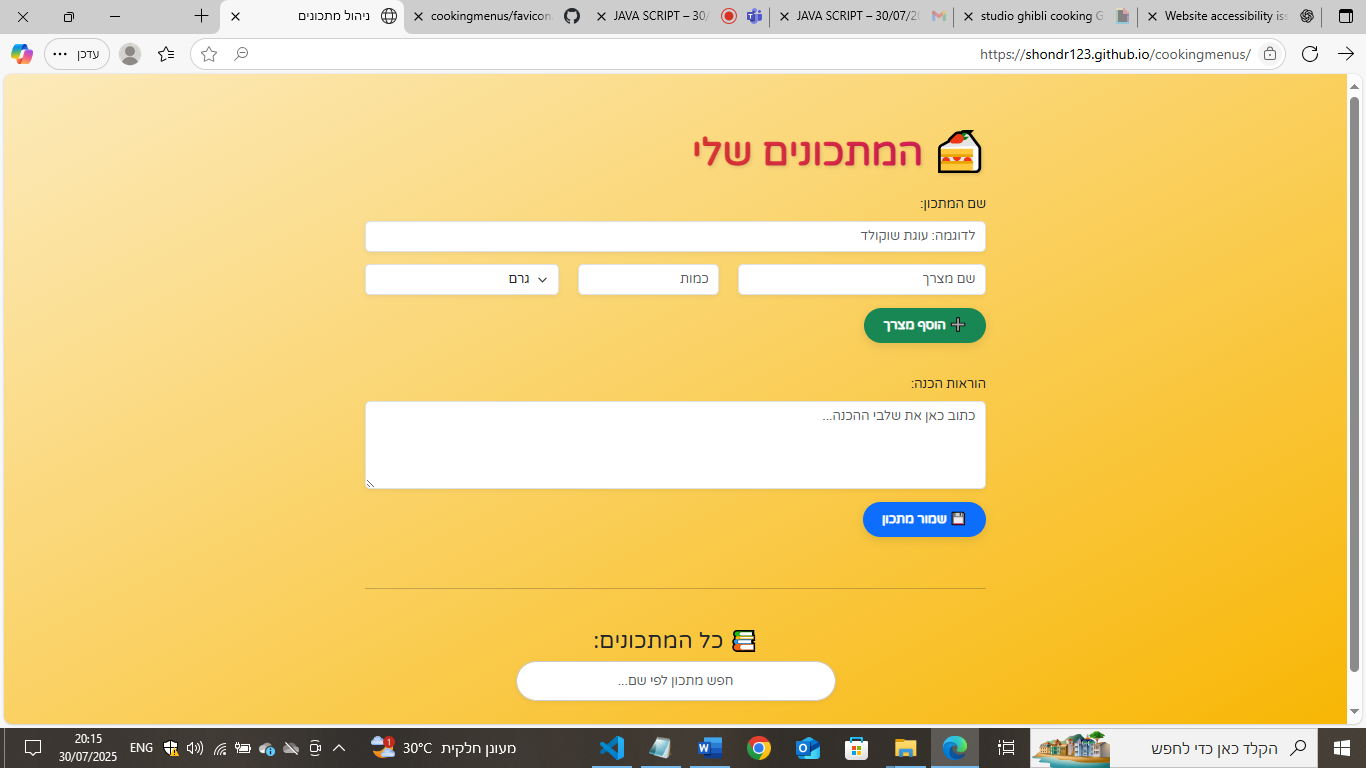 ניהול מתכונים
cookingmenus/favicon.
JAVA SCRIPT – 30/
JAVA SCRIPT – 30/07/20
studio ghibli cooking G
Website accessibility is
עדכן
https://shondr123.github.io/cookingmenus/
המתכונים שלי
שם המתכון:
לדוגמה: עוגת שוקולד
שם מצרך
כמות
גרם
הוסף מצרך
הוראות הכנה:
כתוב כאן את שלבי ההכנה...
שמור מתכון
כל המתכונים:
חפש מתכון לפי שם...
הקלד כאן כדי לחפש
30°C מעונן חלקית
1
ENG
20:15
30/07/2025